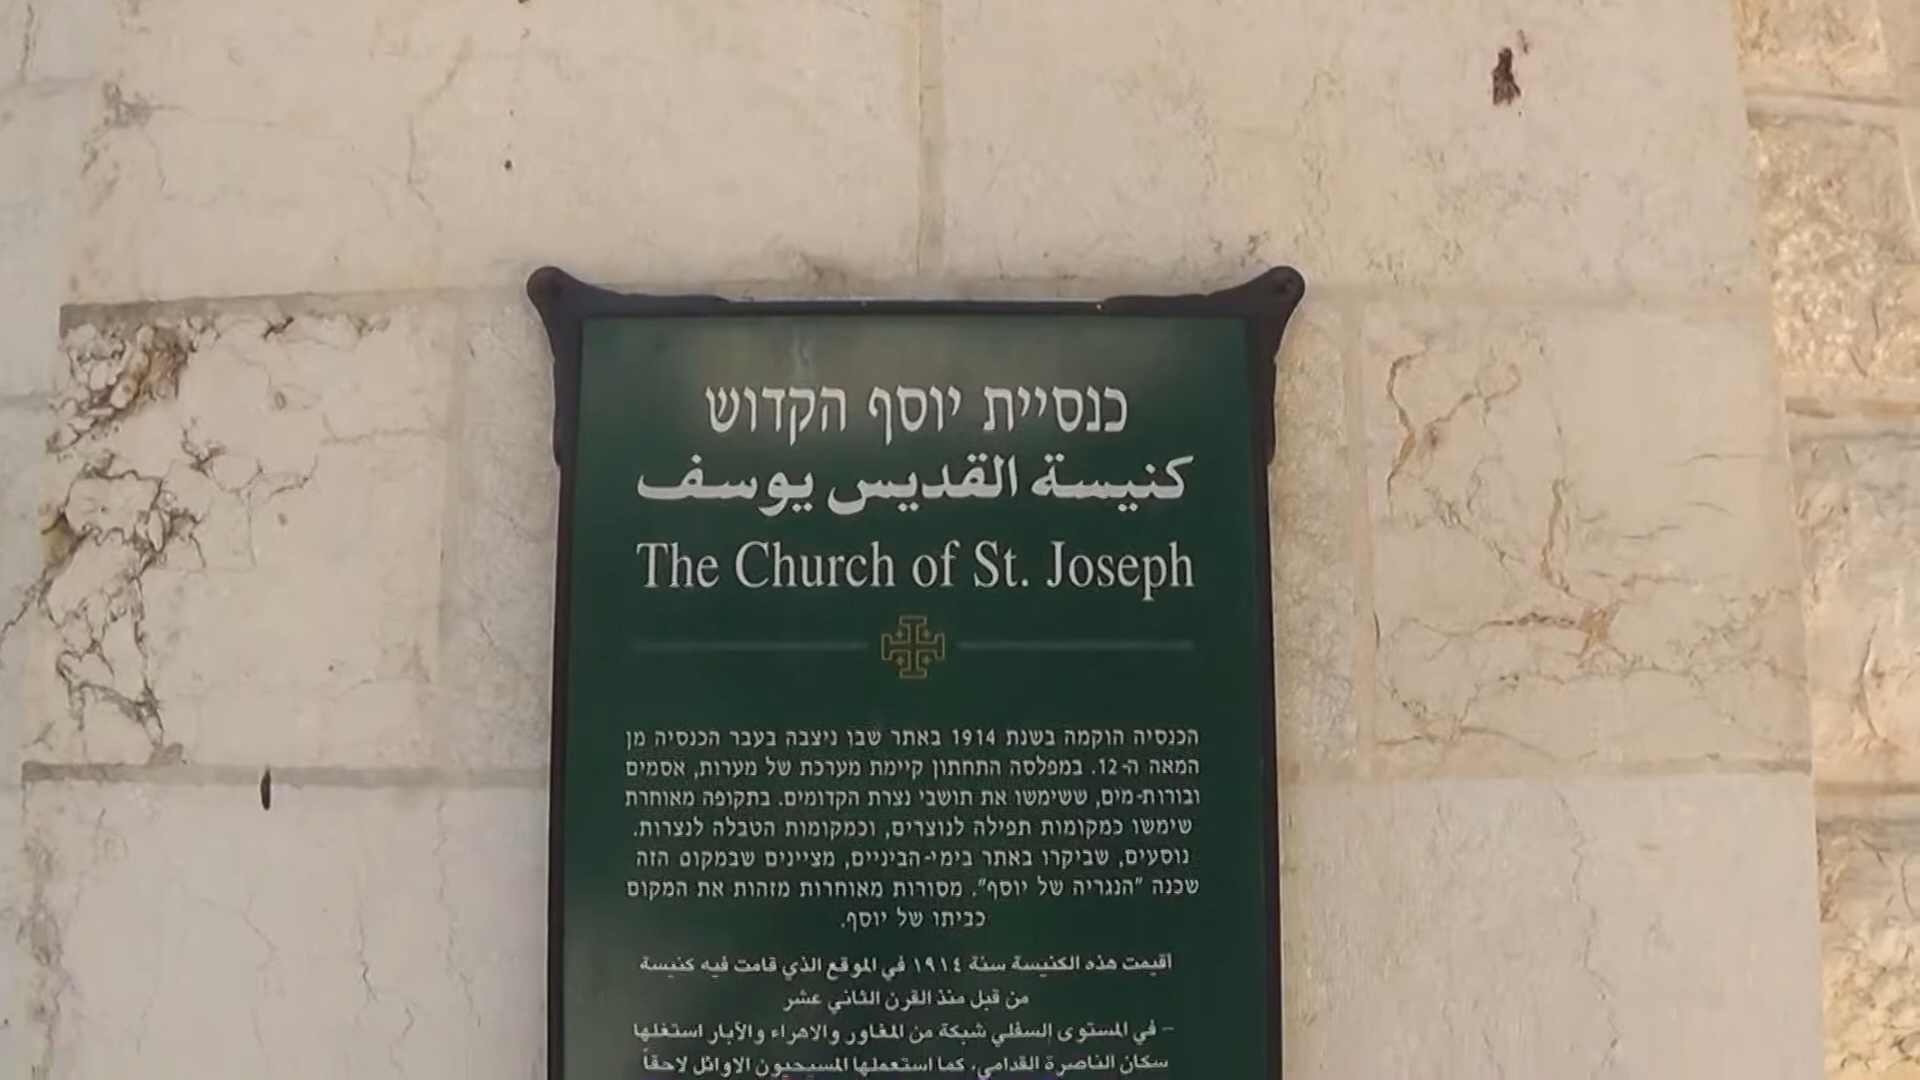 כנסיית יוסף הקדוש
كنيسة القديس يوسف
The Church of St. Joseph
הכנסיה הוקמה בשנת 1914 באתר שבו ניצבה בעבר הכנסיה מן
המאה ה-12. במפלסה התחתון קיימת מערכת של מערות, אסמים
ובורות-מים, ששימשו את תושבי נצרת הקדומים. בתקופה מאוחרת
שימשו כמקומות תפילה לנוצרים, וכמקומות הטבלה לנצרות.
נוסעים, שביקרו באתר בימי-הביניים, מציינים שבמקום הזה
שכנה "הנגריה של יוסף". מסורות מאוחרות מזהות את המקום
כביתו של יוסף.
أقيمت هذه الكنيسة سنة ١٩١٤ في الموقع الذي قامت فيه كنيسة
من قبل منذ القرن الثاني عشر
- في المستوى السفلي شبكة من المغاور والاهراء والآبار استغلها
سكان الناصرة القدامى، كما استعملها المسيحيون الاوائل لاحقاً